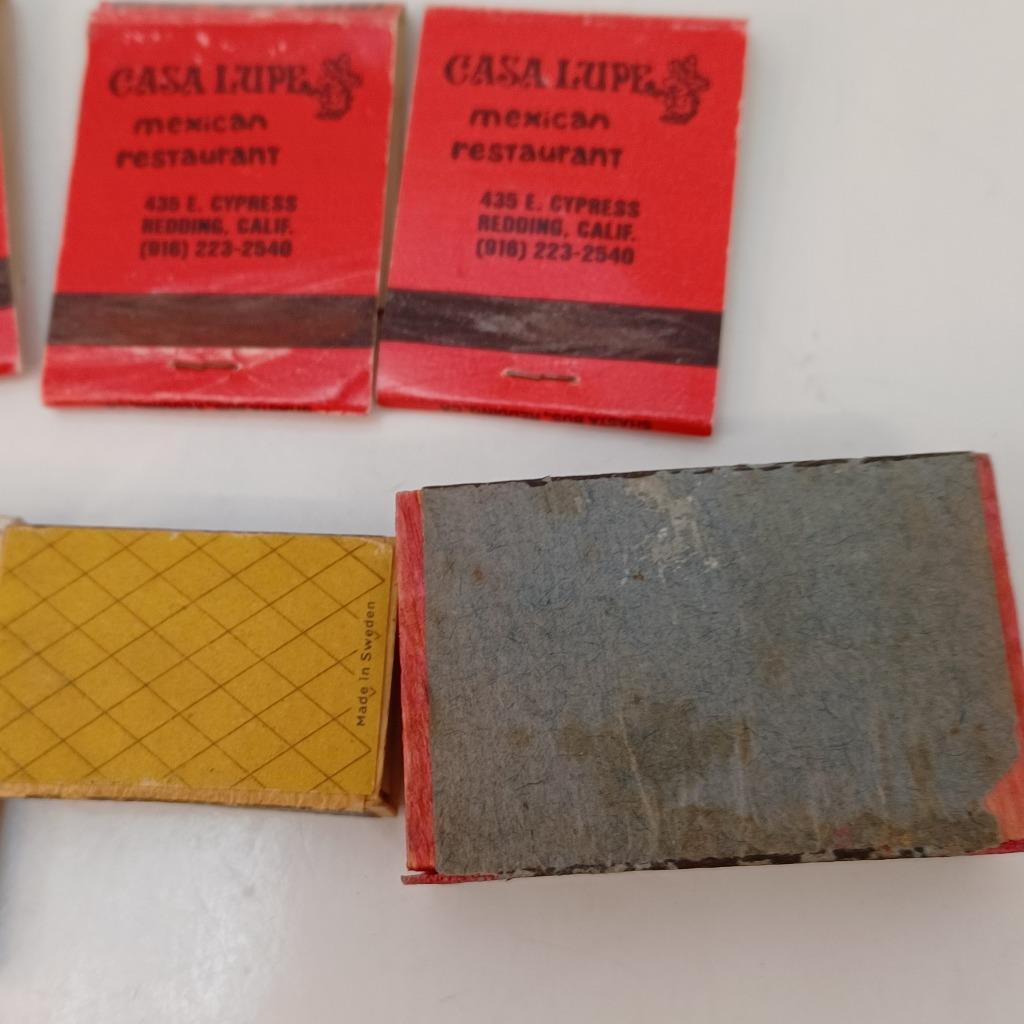 CASA LUPE
mexican
restaurant
435 E. CYPRESS
REDDING, CALIF.
(916) 223-2540
CASA LUPE
mexican
restaurant
435 E. CYPRESS
REDDING, CALIF.
(916) 223-2540
Made in Sweden